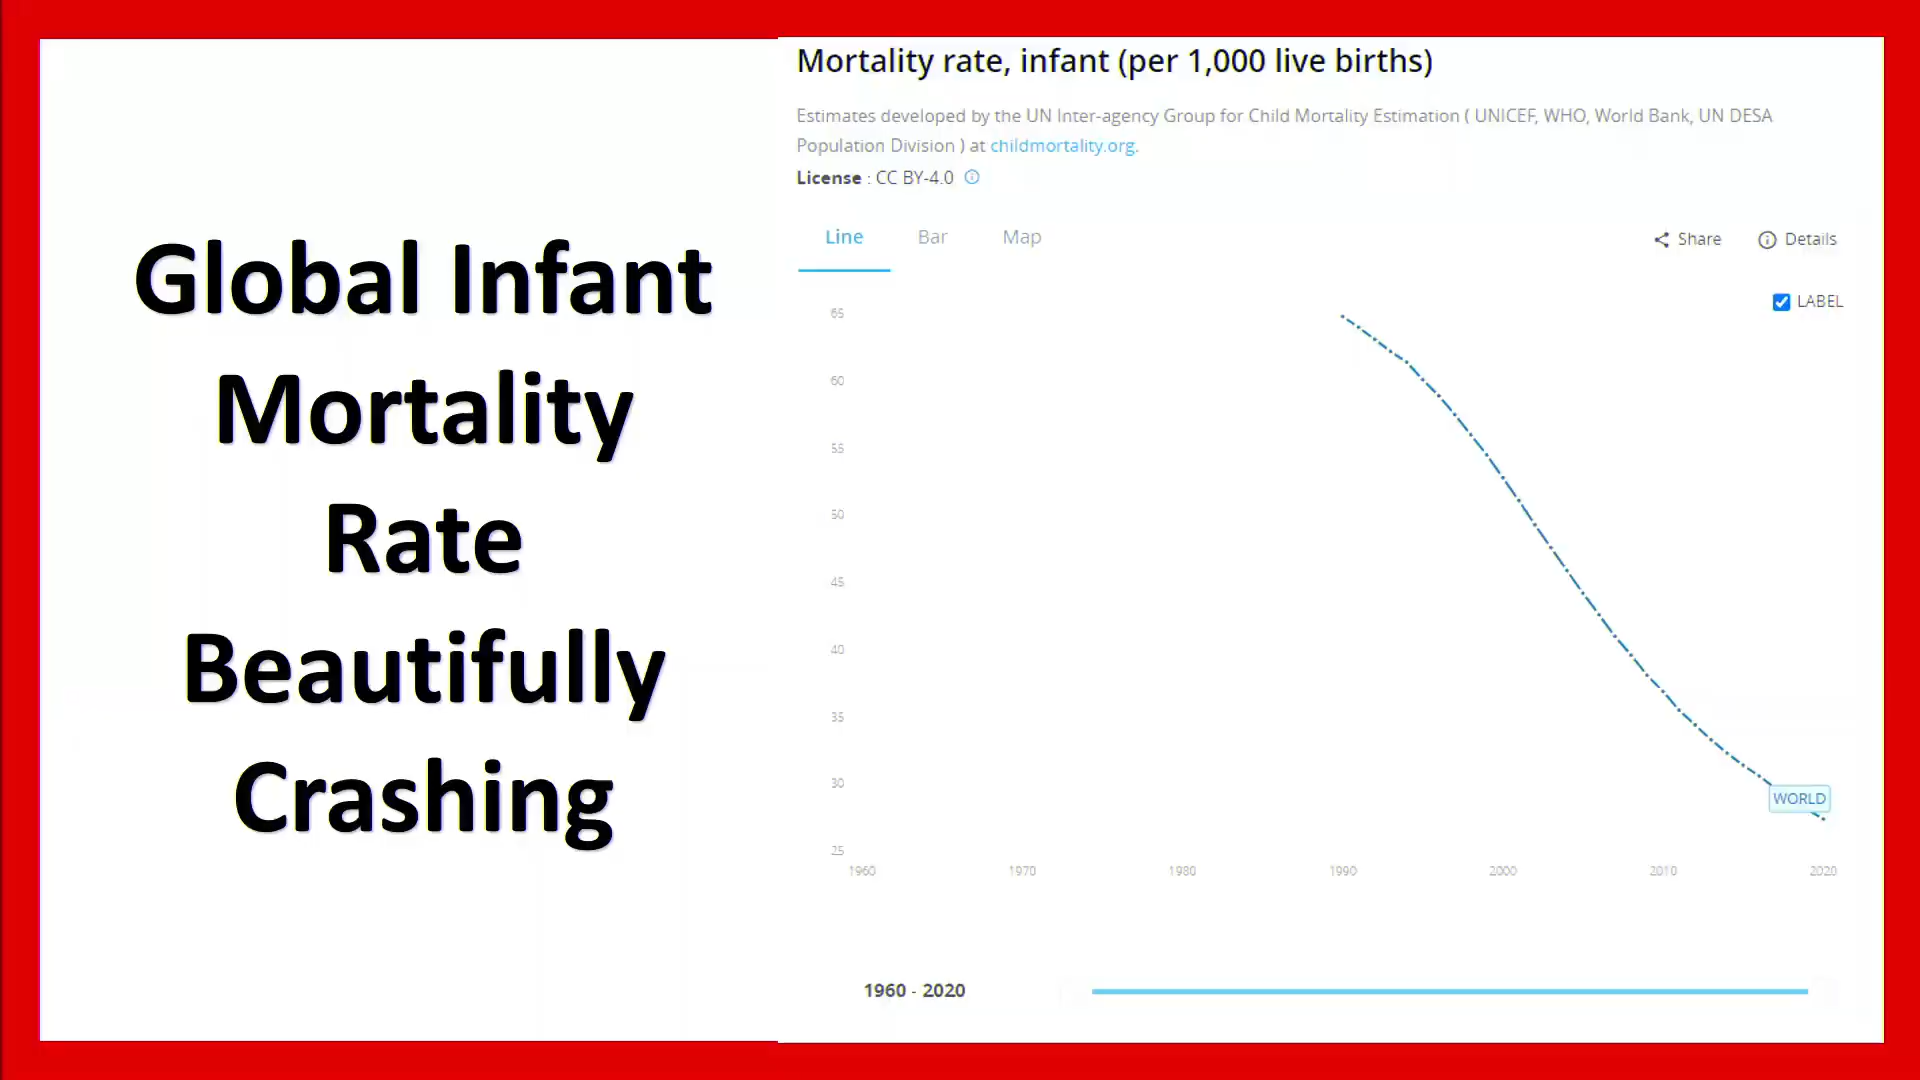 Global Infant
Mortality
Rate
Beautifully
Crashing
Mortality rate, infant (per 1,000 live births)
Estimates developed by the UN Inter-agency Group for Child Mortality Estimation ( UNICEF, WHO, World Bank, UN DESA
Population Division ) at childmortality.org.
License : CC BY-4.0
Line Bar Map
Share Details
LABEL
65
60
55
50
45
40
35
30
25
WORLD
1960 1970 1980 1990 2000 2010 2020
1960 - 2020